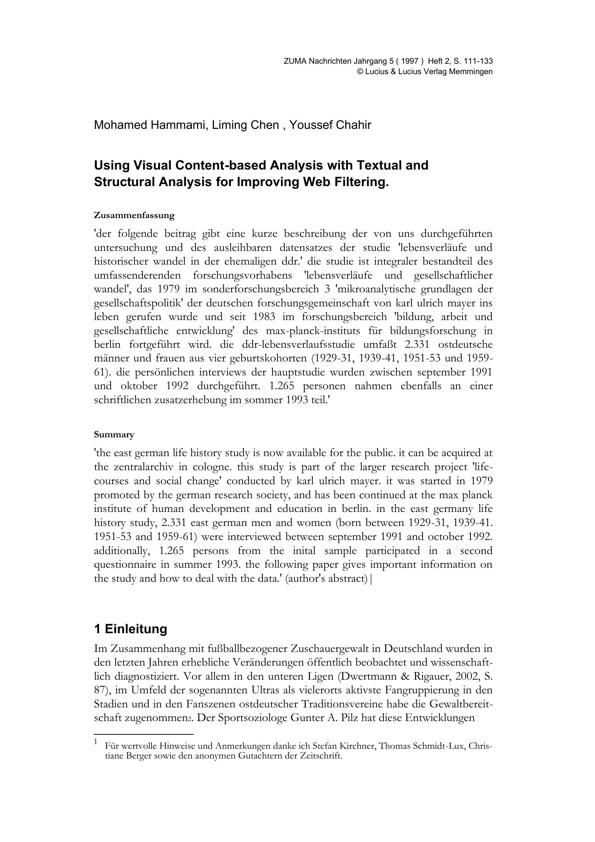 ZUMA Nachrichten Jahrgang 5 ( 1997 )  Heft 2, S. 111-133
© Lucius & Lucius Verlag Memmingen
Mohamed Hammami, Liming Chen , Youssef Chahir
Using Visual Content-based Analysis with Textual and
Structural Analysis for Improving Web Filtering.
Zusammenfassung
'der folgende beitrag gibt eine kurze beschreibung der von uns durchgeführten
untersuchung und des ausleihbaren datensatzes der studie 'lebensverläufe und
historischer wandel in der ehemaligen ddr.' die studie ist integraler bestandteil des
umfassenderenden forschungsvorhabens 'lebensverläufe und gesellschaftlicher
wandel', das 1979 im sonderforschungsbereich 3 'mikroanalytische grundlagen der
gesellschaftspolitik' der deutschen forschungsgemeinschaft von karl ulrich mayer ins
leben gerufen wurde und seit 1983 im forschungsbereich 'bildung, arbeit und
gesellschaftliche entwicklung' des max-planck-instituts für bildungsforschung in
berlin fortgeführt wird. die ddr-lebensverlaufsstudie umfaßt 2.331 ostdeutsche
männer und frauen aus vier geburtskohorten (1929-31, 1939-41, 1951-53 und 1959-
61). die persönlichen interviews der hauptstudie wurden zwischen september 1991
und oktober 1992 durchgeführt. 1.265 personen nahmen ebenfalls an einer
schriftlichen zusatzerhebung im sommer 1993 teil.'
Summary
'the east german life history study is now available for the public. it can be acquired at
the zentralarchiv in cologne. this study is part of the larger research project 'life-
courses and social change' conducted by karl ulrich mayer. it was started in 1979
promoted by the german research society, and has been continued at the max planck
institute of human development and education in berlin. in the east germany life
history study, 2.331 east german men and women (born between 1929-31, 1939-41.
1951-53 and 1959-61) were interviewed between september 1991 and october 1992.
additionally, 1.265 persons from the inital sample participated in a second
questionnaire in summer 1993. the following paper gives important information on
the study and how to deal with the data.' (author's abstract)|
1 Einleitung
Im Zusammenhang mit fußballbezogener Zuschauergewalt in Deutschland wurden in
den letzten Jahren erhebliche Veränderungen öffentlich beobachtet und wissenschaft-
lich diagnostiziert. Vor allem in den unteren Ligen (Dwertmann & Rigauer, 2002, S.
87), im Umfeld der sogenannten Ultras als vielerorts aktivste Fangruppierung in den
Stadien und in den Fanszenen ostdeutscher Traditionsvereine habe die Gewaltbereit-
schaft zugenommen2. Der Sportsoziologe Gunter A. Pilz hat diese Entwicklungen
1 Für wertvolle Hinweise und Anmerkungen danke ich Stefan Kirchner, Thomas Schmidt-Lux, Chris-
tiane Berger sowie den anonymen Gutachtern der Zeitschrift.